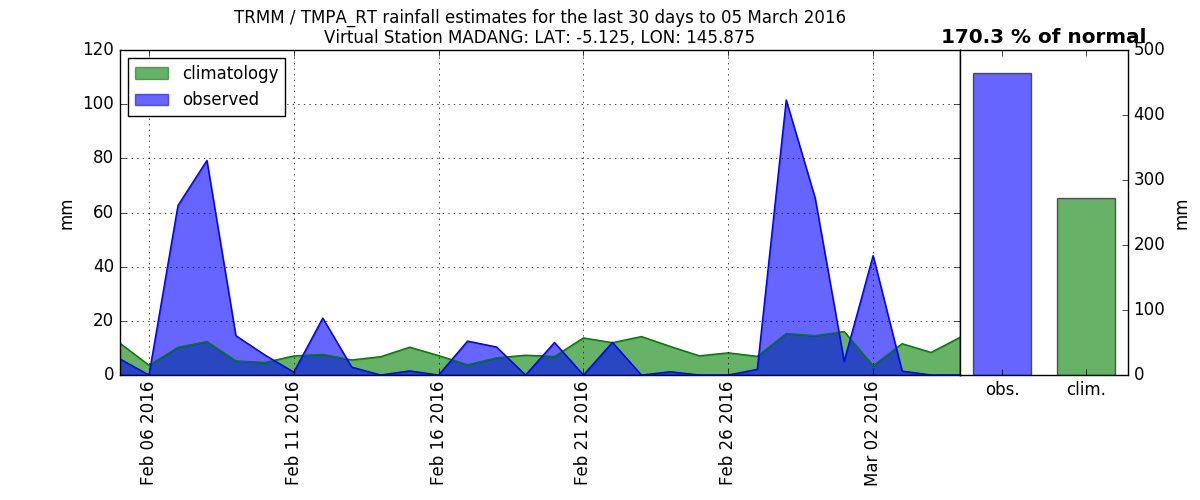 TRMM / TMPA_RT rainfall estimates for the last 30 days to 05 March 2016
Virtual Station MADANG: LAT: -5.125, LON: 145.875
170.3 % of normal
climatology
observed
mm
120
100
80
60
40
20
0
Feb 06 2016
Feb 11 2016
Feb 16 2016
Feb 21 2016
Feb 26 2016
Mar 02 2016
500
400
300
200
100
0
mm
obs.
clim.